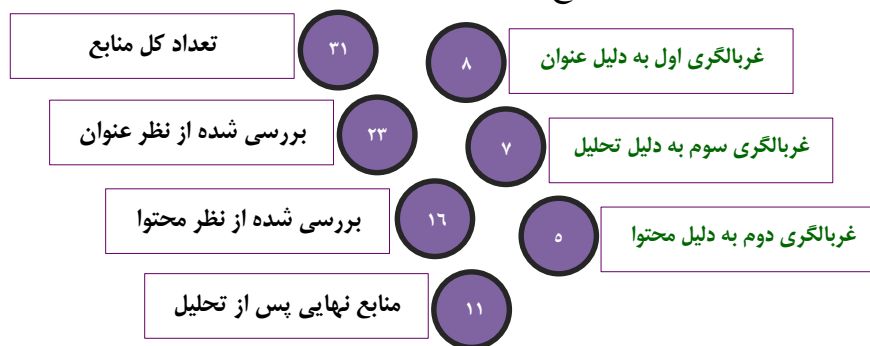 تعداد کل منابع
۳۱
۸
غربالگری اول به دلیل عنوان
بررسی شده از نظر عنوان
۲۳
۷
غربالگری سوم به دلیل تحلیل
بررسی شده از نظر محتوا
۱۶
۵
غربالگری دوم به دلیل محتوا
منابع نهایی پس از تحلیل
۱۱